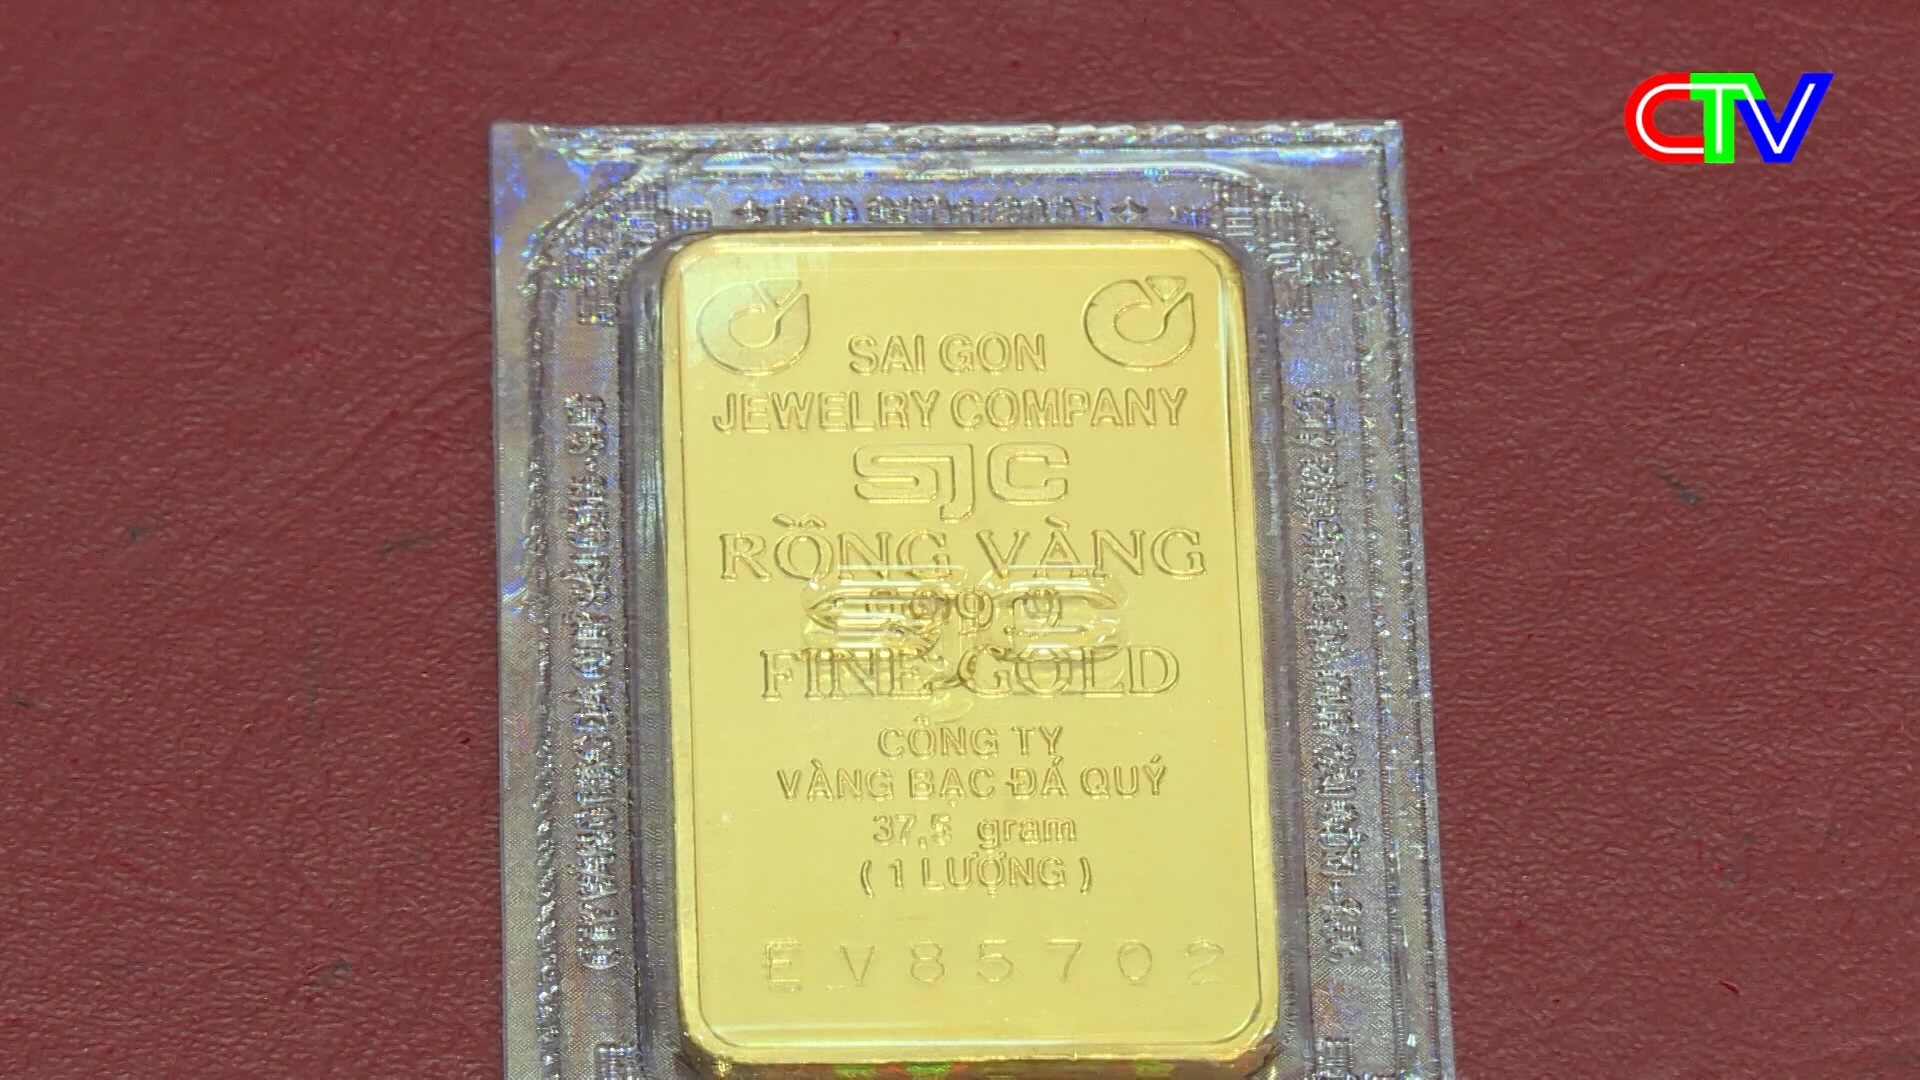 CTV
SAI GON
JEWELRY COMPANY
SJC
RỒNG VÀNG
999.9
FINE GOLD
CÔNG TY
VÀNG BẠC ĐÁ QUÝ
37,5 gram
( 1 LƯỢNG )
EV85702